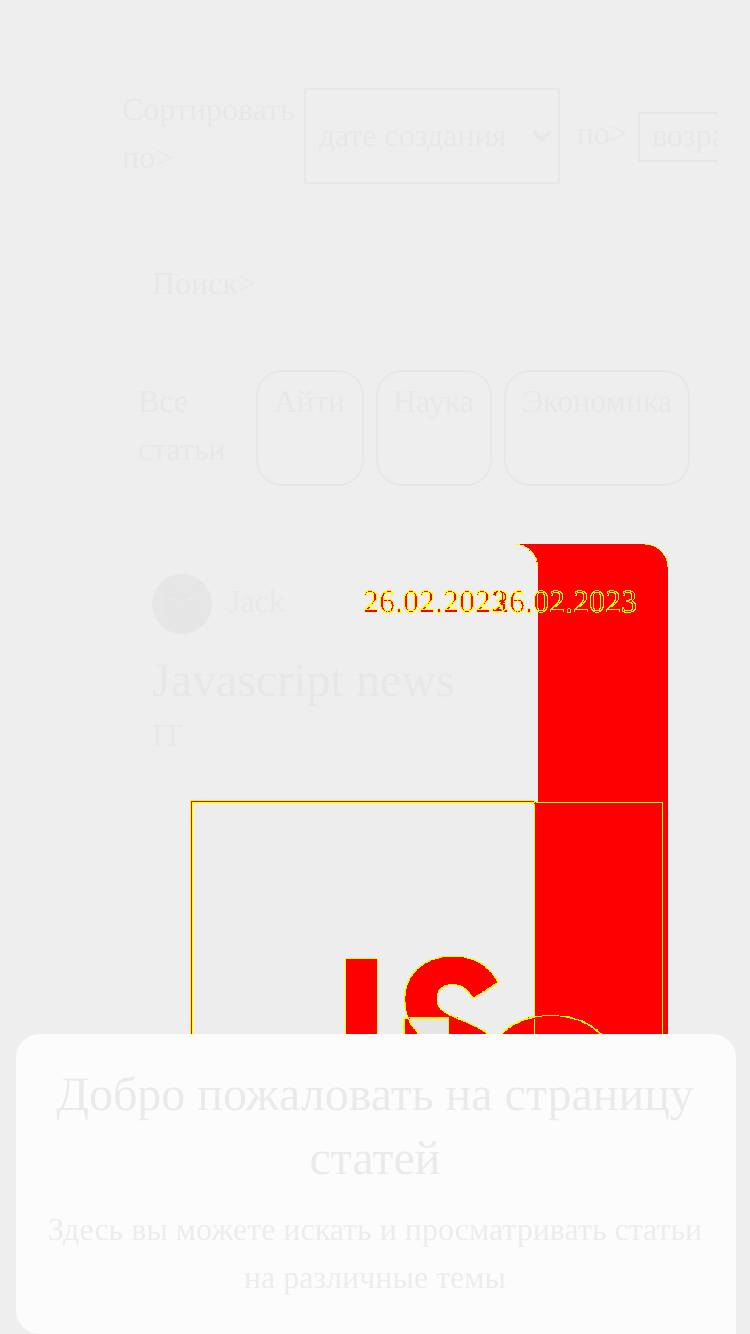 Сортировать по>
дате создания
по>
возра
Поиск>
Все статьи
Айти
Наука
Экономика
Jack
26.02.2023
26.02.2023
Javascript news
IT
JS
Добро пожаловать на страницу
статей
Здесь вы можете искать и просматривать статьи
на различные темы